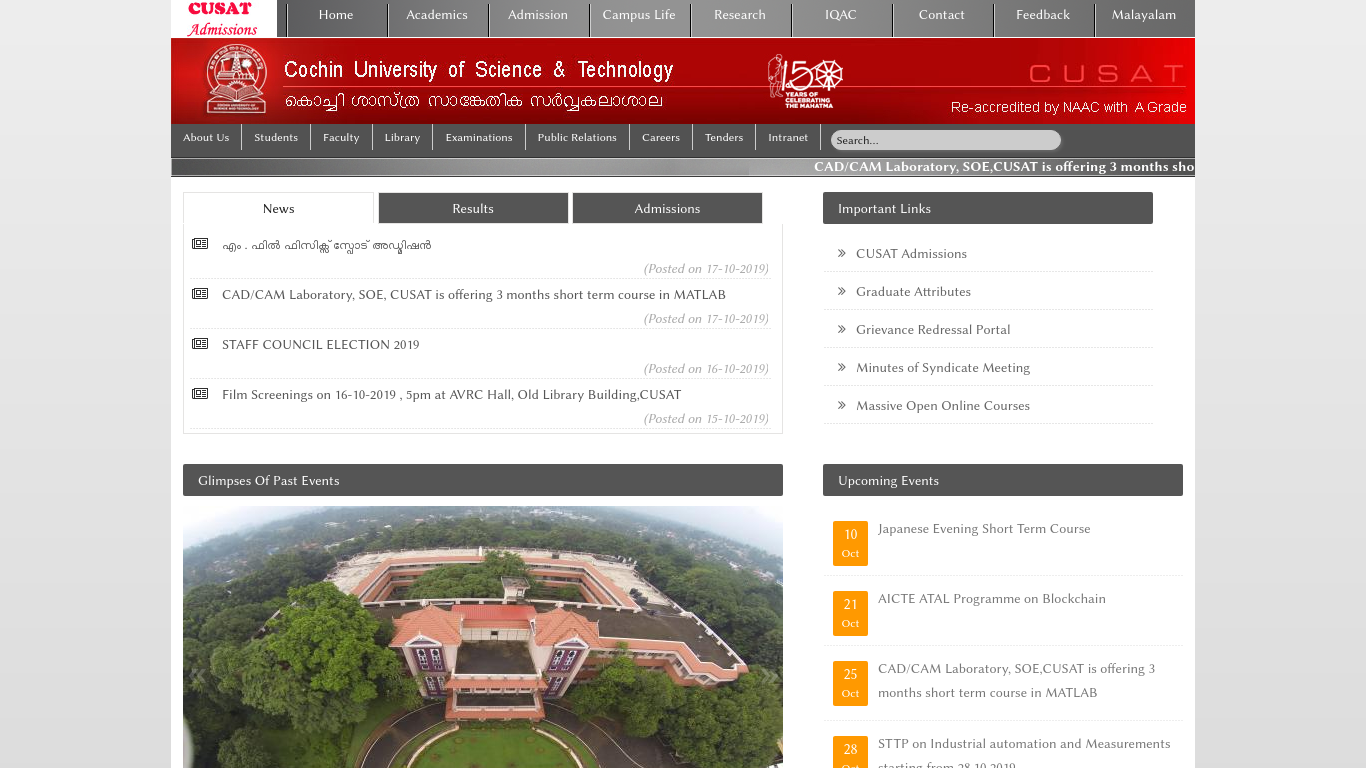 CUSAT
Admissions
Home
Academics
Admission
Campus Life
Research
IQAC
Contact
Feedback
Malayalam
Cochin University of Science & Technology
കൊച്ചി ശാസ്ത്ര സാങ്കേതിക സർവ്വകലാശാല
150
YEARS OF
CELEBRATING
THE MAHATMA
CUSAT
Re-accredited by NAAC with A Grade
About Us
Students
Faculty
Library
Examinations
Public Relations
Careers
Tenders
Intranet
Search...
CAD/CAM Laboratory, SOE,CUSAT is offering 3 months sho
News
Results
Admissions
എം . ഫിൽ ഫിസിക്സ് സ്പോട് അഡ്മിഷൻ
(Posted on 17-10-2019)
CAD/CAM Laboratory, SOE, CUSAT is offering 3 months short term course in MATLAB
(Posted on 17-10-2019)
STAFF COUNCIL ELECTION 2019
(Posted on 16-10-2019)
Film Screenings on 16-10-2019 , 5pm at AVRC Hall, Old Library Building,CUSAT
(Posted on 15-10-2019)
Important Links
CUSAT Admissions
Graduate Attributes
Grievance Redressal Portal
Minutes of Syndicate Meeting
Massive Open Online Courses
Glimpses Of Past Events
Upcoming Events
10
Oct
Japanese Evening Short Term Course
21
Oct
AICTE ATAL Programme on Blockchain
25
Oct
CAD/CAM Laboratory, SOE,CUSAT is offering 3
months short term course in MATLAB
28
Oct
STTP on Industrial automation and Measurements
starting from 28.10.2019